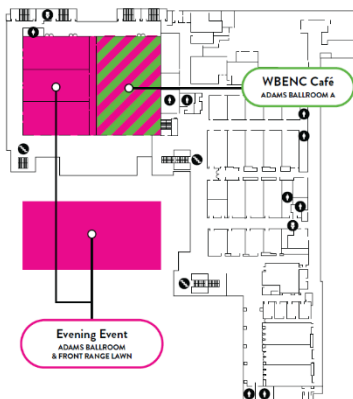 WBENC Café
ADAMS BALLROOM A
Evening Event
ADAMS BALLROOM
& FRONT RANGE LAWN